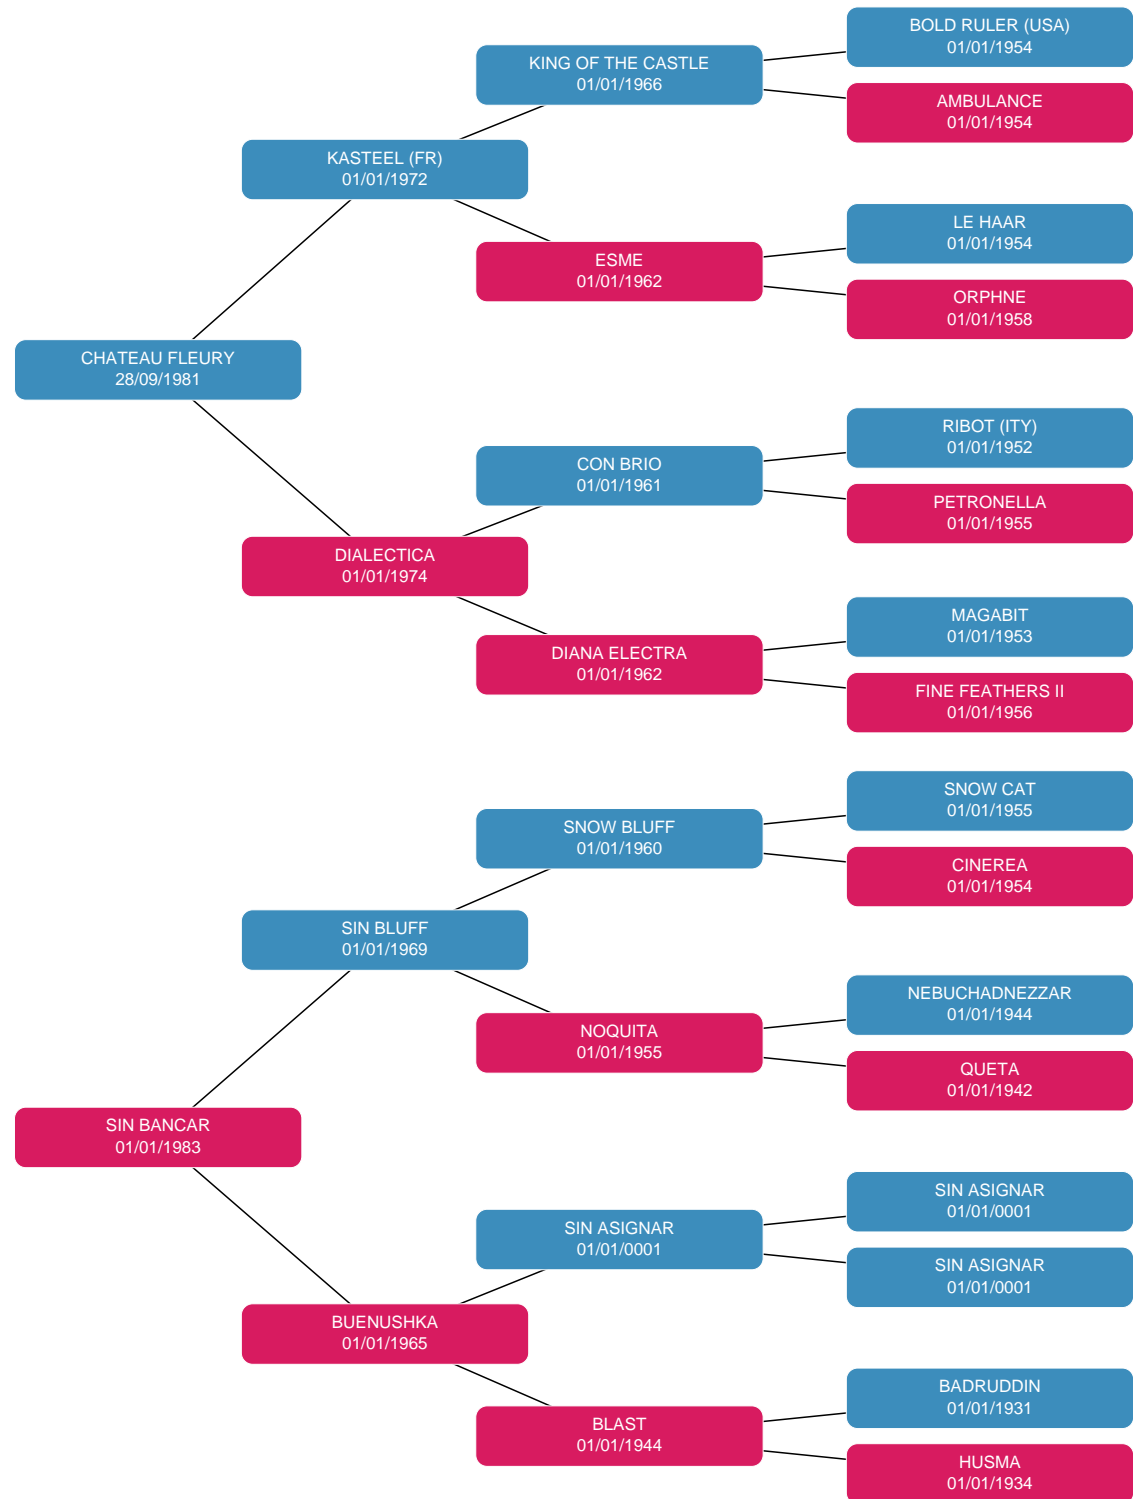 BOLD RULER (USA)
01/01/1954
KING OF THE CASTLE
01/01/1966
AMBULANCE
01/01/1954
KASTEEL (FR)
01/01/1972
LE HAAR
01/01/1954
ESME
01/01/1962
ORPHNE
01/01/1958
CHATEAU FLEURY
28/09/1981
RIBOT (ITY)
01/01/1952
CON BRIO
01/01/1961
PETRONELLA
01/01/1955
DIALECTICA
01/01/1974
MAGABIT
01/01/1953
DIANA ELECTRA
01/01/1962
FINE FEATHERS II
01/01/1956
SNOW CAT
01/01/1955
SNOW BLUFF
01/01/1960
CINEREA
01/01/1954
SIN BLUFF
01/01/1969
NEBUCHADNEZZAR
01/01/1944
NOQUITA
01/01/1955
QUETA
01/01/1942
SIN BANCAR
01/01/1983
SIN ASIGNAR
01/01/0001
SIN ASIGNAR
01/01/0001
SIN ASIGNAR
01/01/0001
BUENUSHKA
01/01/1965
BADRUDDIN
01/01/1931
BLAST
01/01/1944
HUSMA
01/01/1934